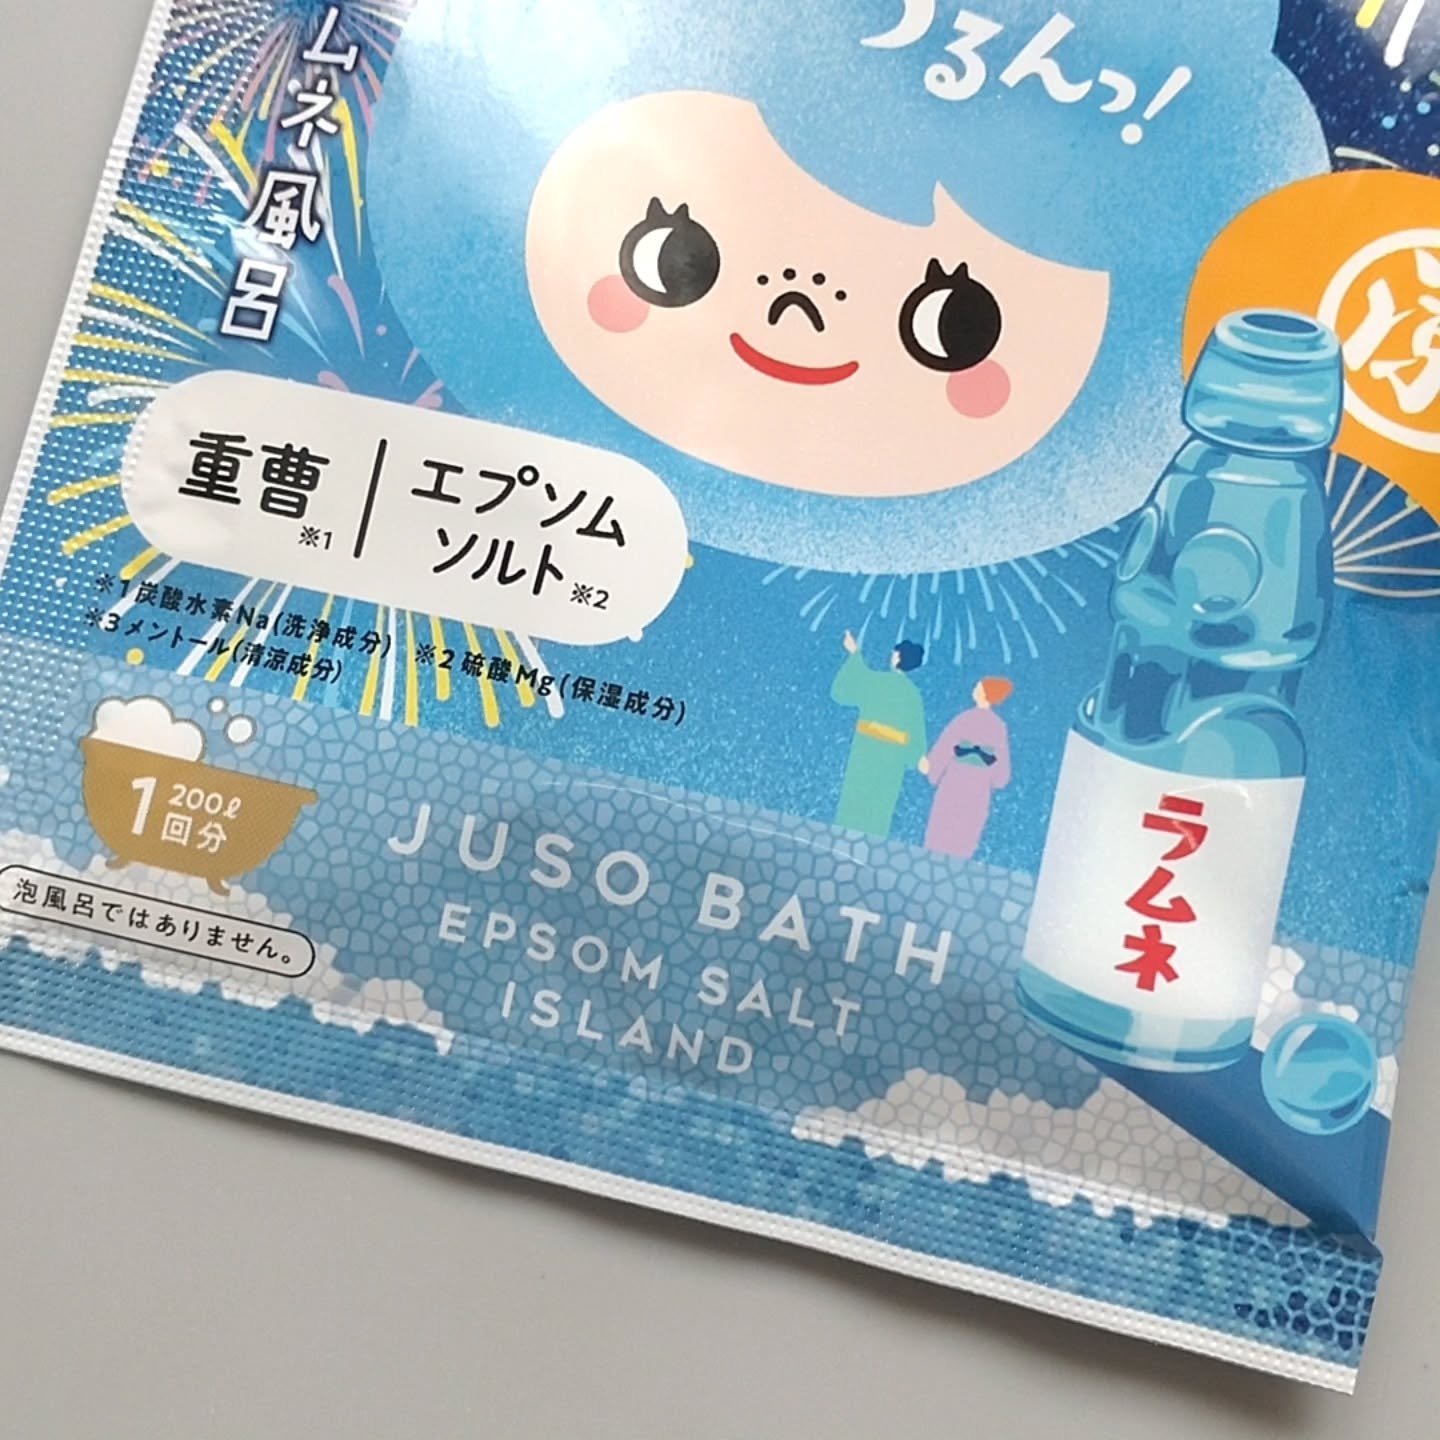 うるんっ!
ムネ風呂
重曹※1
エプソム
ソルト※2
※1炭酸水素Na(洗浄成分) ※2硫酸Mg(保湿成分)
※3メントール(清涼成分)
1回分
200ℓ
泡風呂ではありません。
JUSO BATH
EPSOM SALT
ISLAND
ラムネ